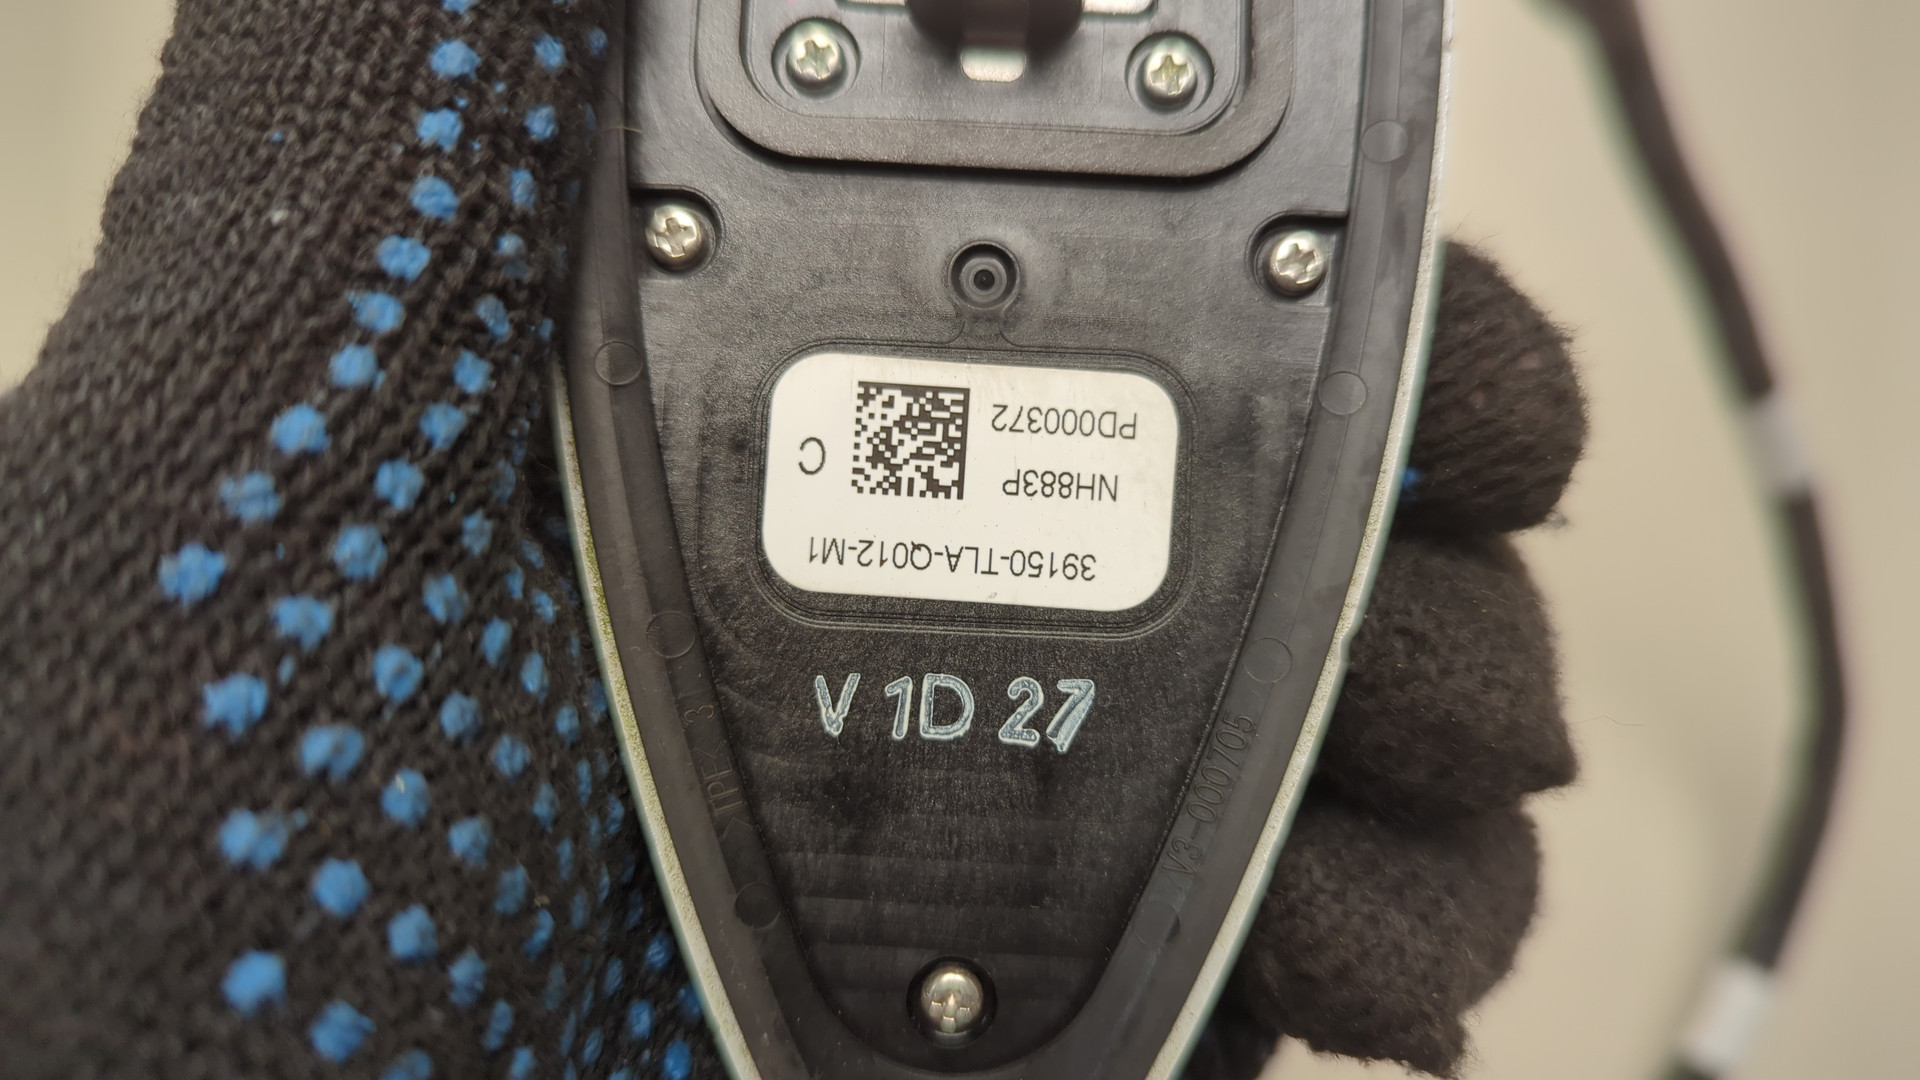 39150-TLA-Q012-M1
NH883P
PD000372
C
V 1D 27
V3-000705